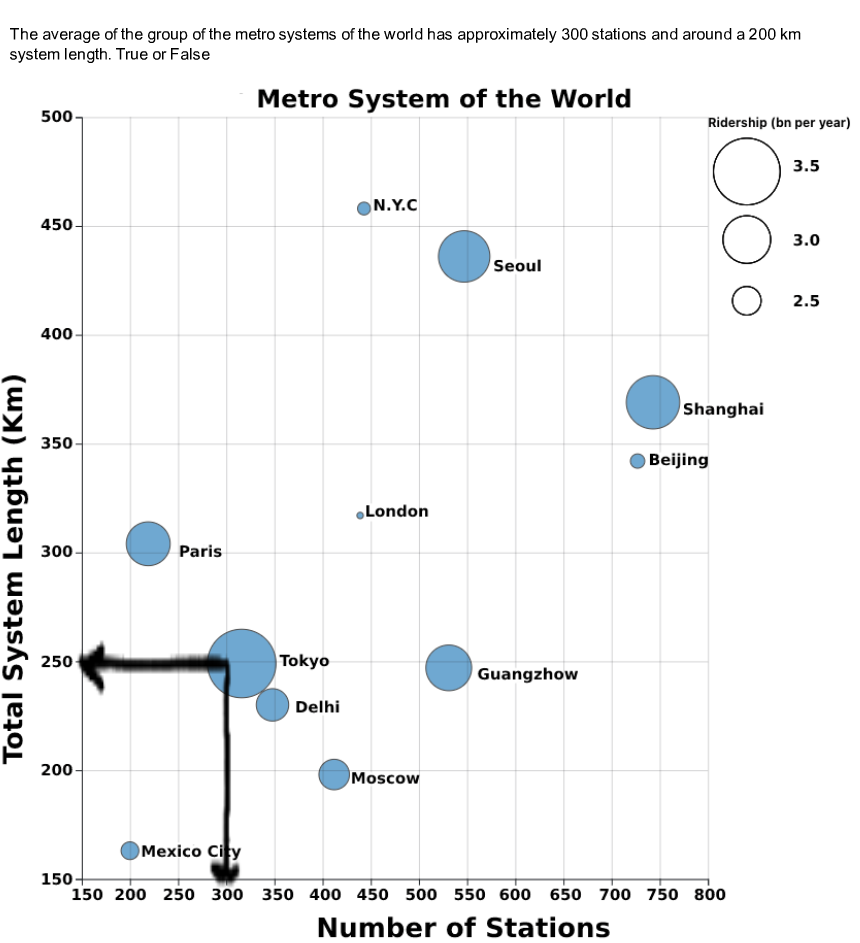 The average of the group of the metro systems of the world has approximately 300 stations and around a 200 km
system length. True or False
Metro System of the World
Ridership (bn per year)
3.5
3.0
2.5
Total System Length (Km)
500
450
400
350
300
250
200
150
N.Y.C
Seoul
Shanghai
Beijing
London
Paris
Tokyo
Guangzhow
Delhi
Moscow
Mexico City
150 200 250 300 350 400 450 500 550 600 650 700 750 800
Number of Stations